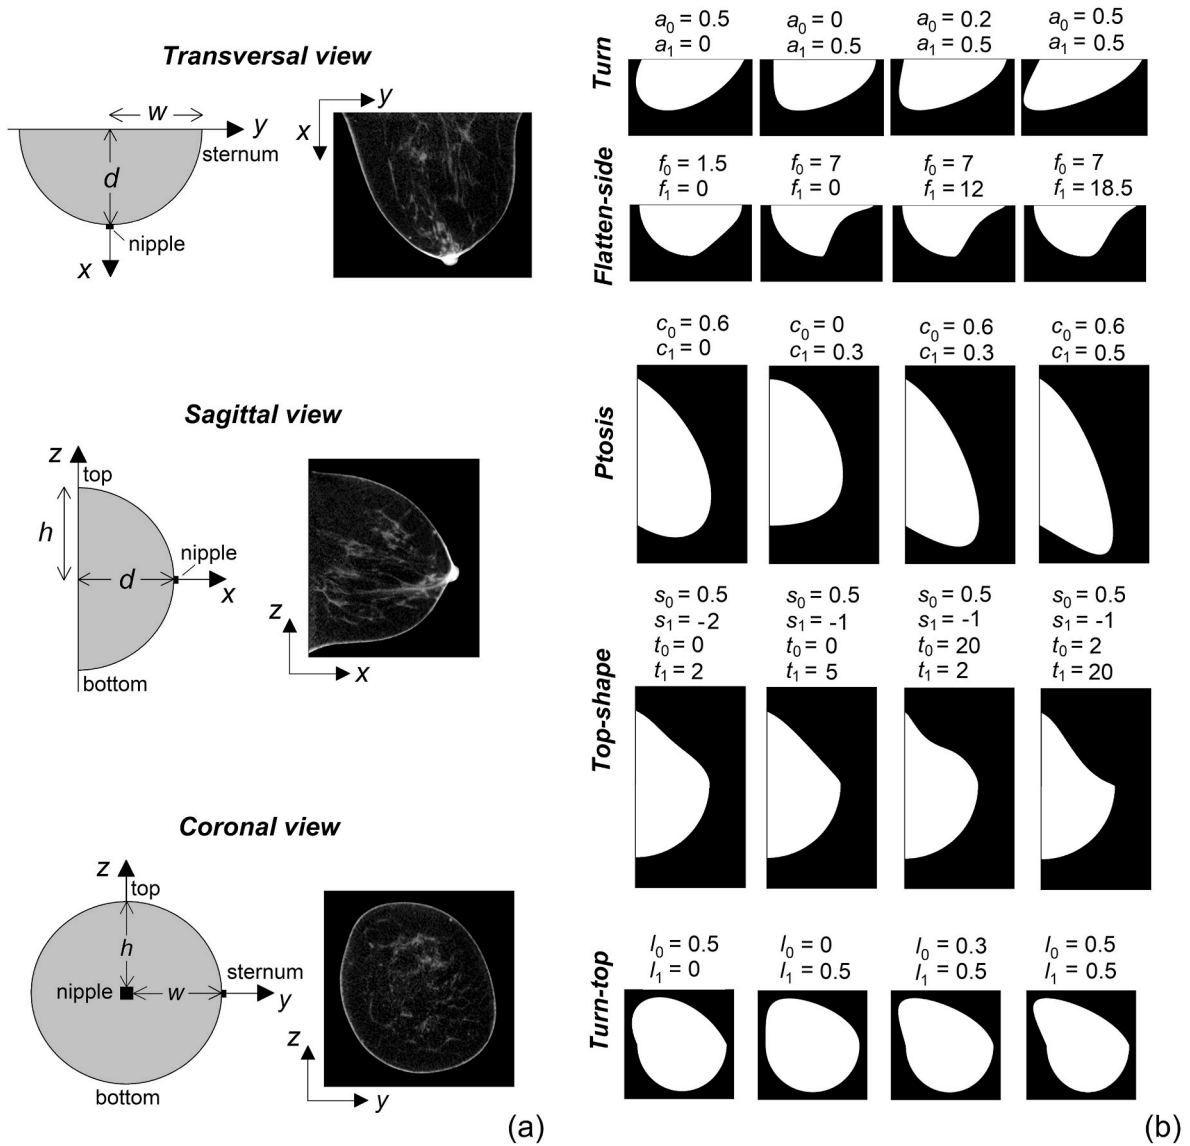 Transversal view
w
y
sternum
d
nipple
x
y
x
Sagittal view
z
top
h
nipple
d
x
bottom
z
x
Coronal view
z
top
h
sternum
nipple
w
y
bottom
z
y
(a)
Turn
a₀ = 0.5 a₀ = 0 a₀ = 0.2 a₀ = 0.5
a₁ = 0 a₁ = 0.5 a₁ = 0.5 a₁ = 0.5
Flatten-side
f₀ = 1.5 f₀ = 7 f₀ = 7 f₀ = 7
f₁ = 0 f₁ = 0 f₁ = 12 f₁ = 18.5
Ptosis
c₀ = 0.6 c₀ = 0 c₀ = 0.6 c₀ = 0.6
c₁ = 0 c₁ = 0.3 c₁ = 0.3 c₁ = 0.5
Top-shape
s₀ = 0.5 s₀ = 0.5 s₀ = 0.5 s₀ = 0.5
s₁ = -2 s₁ = -1 s₁ = -1 s₁ = -1
t₀ = 0 t₀ = 0 t₀ = 20 t₀ = 2
t₁ = 2 t₁ = 5 t₁ = 2 t₁ = 20
Turn-top
l₀ = 0.5 l₀ = 0 l₀ = 0.3 l₀ = 0.5
l₁ = 0 l₁ = 0.5 l₁ = 0.5 l₁ = 0.5
(b)